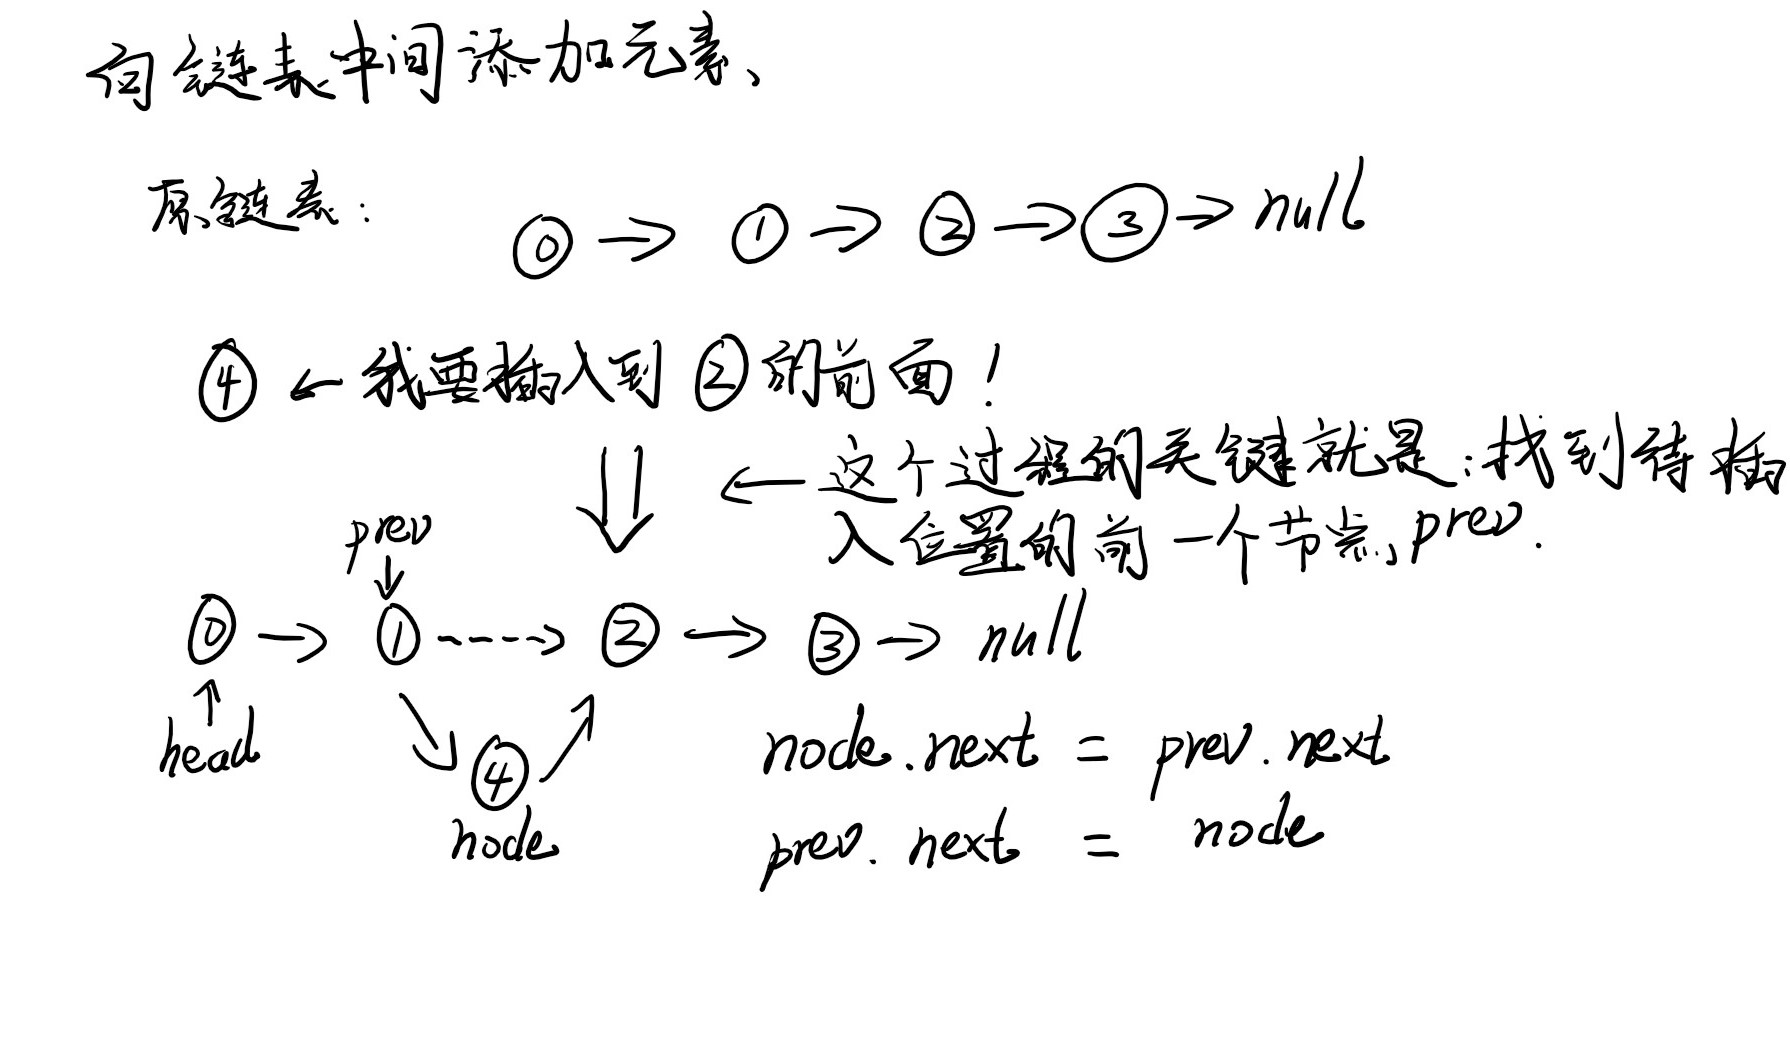 向链表中间添加元素、
原链表:
⓪ → ① → ② → ③ → null
④ ← 我要插入到 ② 的前面!
← 这个过程的关键就是:找到待插
入位置的前一个节点,prev.
prev
⓪ → ① ----> ② → ③ → null
head
④
node
node.next = prev.next
prev.next = node